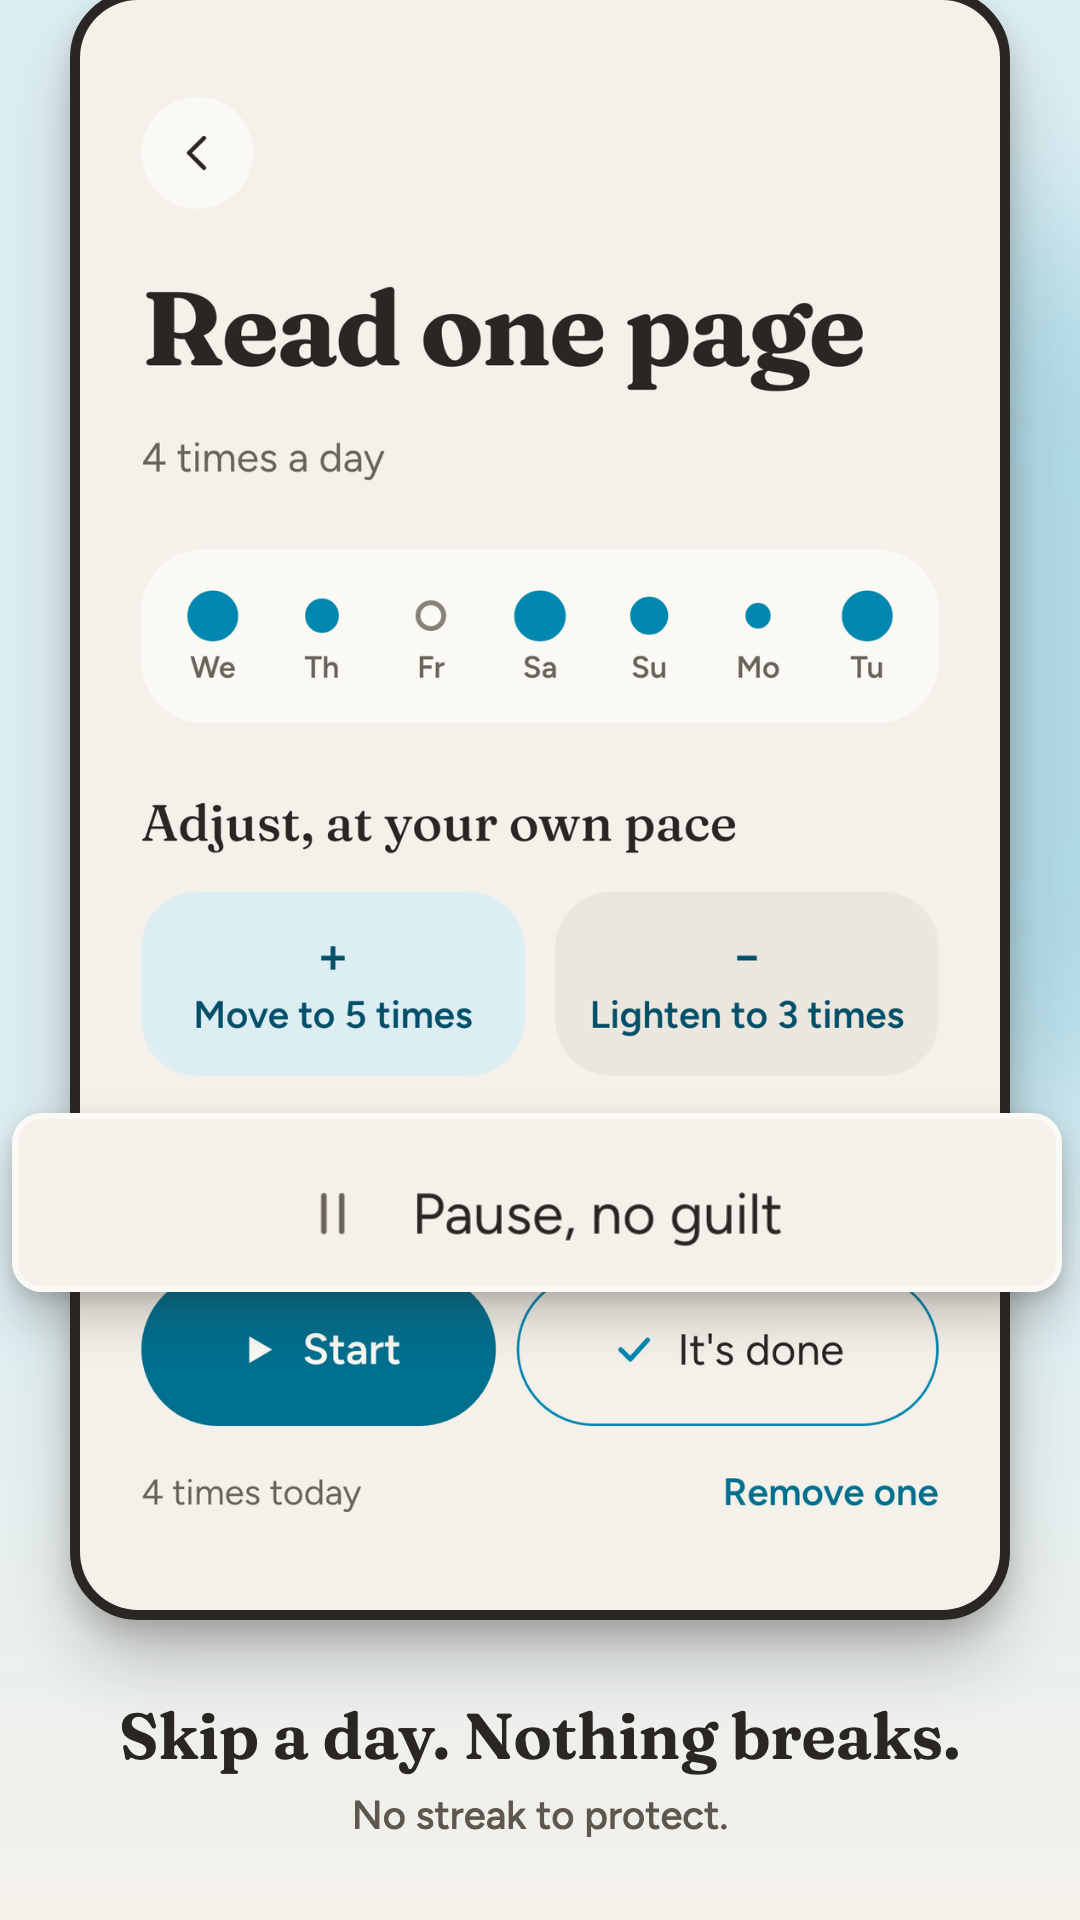 Read one page
4 times a day
We Th Fr Sa Su Mo Tu
Adjust, at your own pace
+ −
Move to 5 times Lighten to 3 times
Pause, no guilt
Start It's done
4 times today Remove one
Skip a day. Nothing breaks.
No streak to protect.